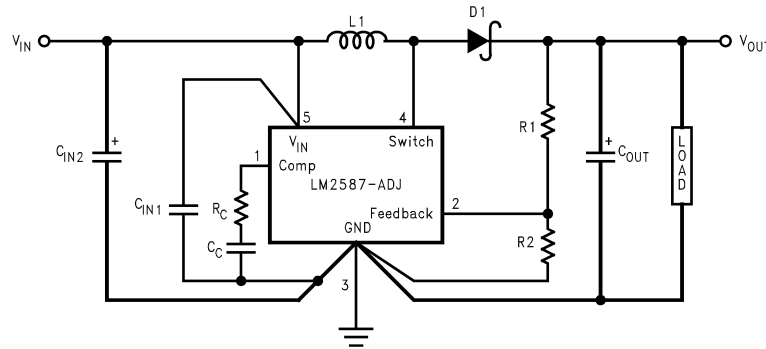 L1
D1
VIN
VOUT
5
4
VIN
Switch
R1
CIN2
+
1
Comp
LM2587-ADJ
+
COUT
LOAD
CIN1
RC
Feedback
2
GND
CC
R2
3